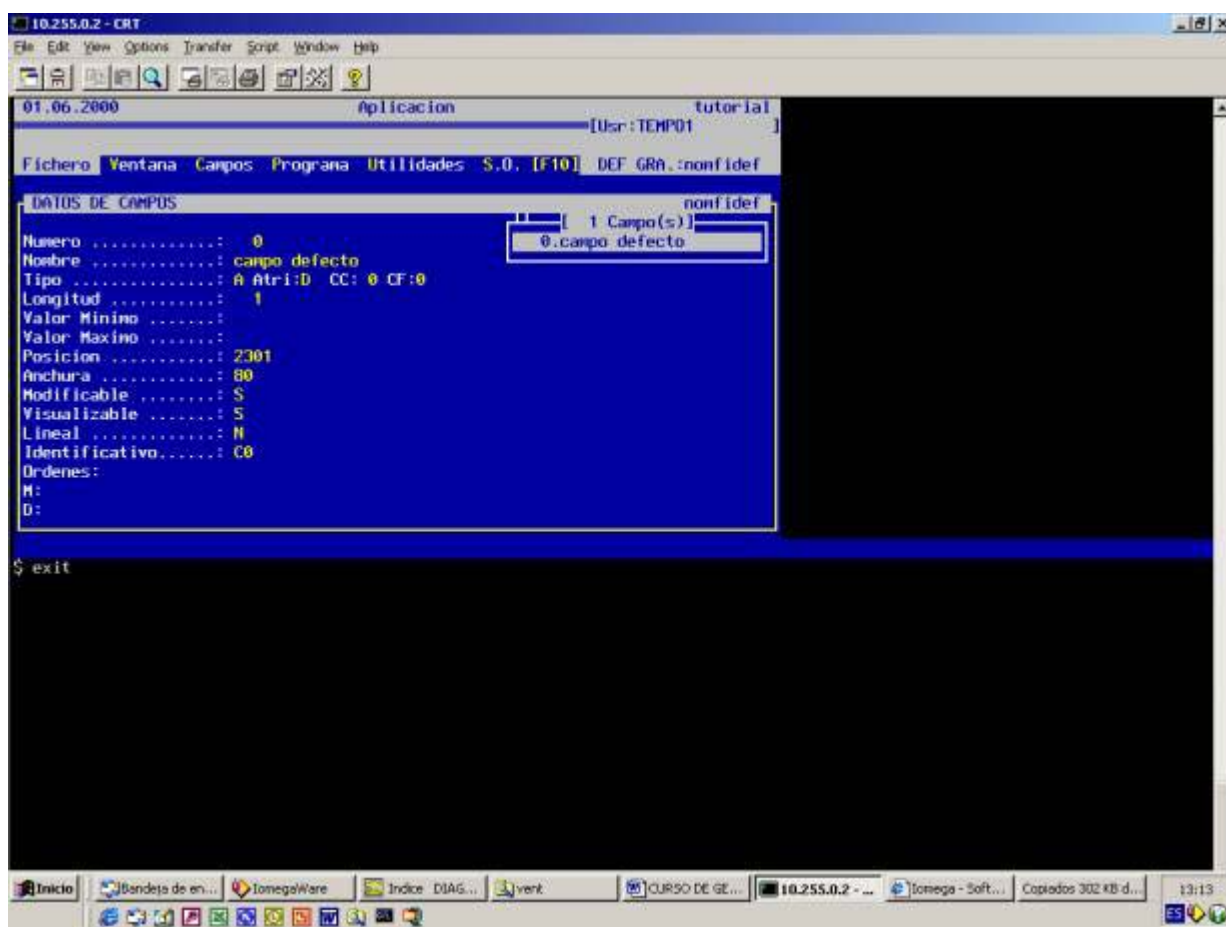 10.255.0.2 - CRT
File Edit View Options Transfer Script Window Help
01.06.2000 Aplicacion tutorial
[Usr:TEMPO1 ]
Fichero Ventana Campos Programa Utilidades S.O. [F10] DEF GRA.:nomfidef
DATOS DE CAMPOS nomfidef
[ 1 Campo(s)]
Numero .............: 0 0.campo defecto
Nombre .............: campo defecto
Tipo ...............: A Atri:D CC: 0 CF:0
Longitud ...........: 1
Valor Minimo .......:
Valor Maximo .......:
Posicion ...........: 2301
Anchura ............: 80
Modificable ........: S
Visualizable .......: S
Lineal .............: N
Identificativo......: C0
Ordenes:
M:
D:
$ exit
Inicio Bandeja de en... IomegaWare Indice DIAG... vent CURSO DE GE... 10.255.0.2 - ... Iomega - Soft... Copiados 302 KB d... 13:13
ES